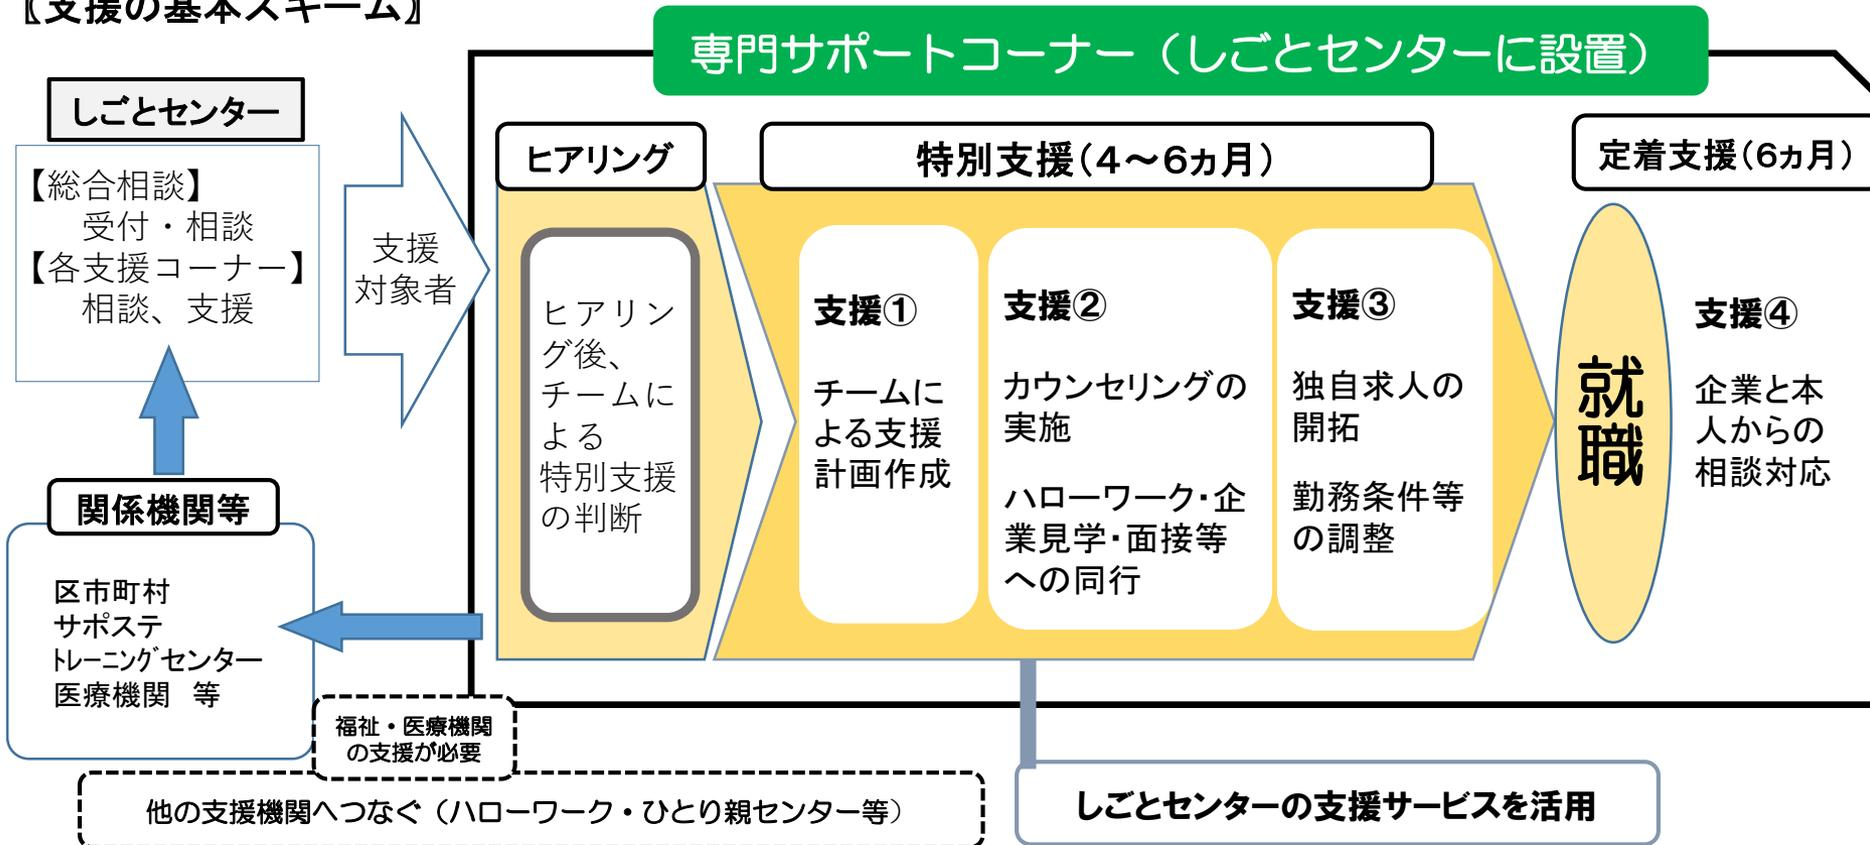 【支援の基本スキーム】
専門サポートコーナー（しごとセンターに設置）
しごとセンター
【総合相談】
受付・相談
【各支援コーナー】
相談、支援
支援
対象者
関係機関等
区市町村
サポステ
トレーニングセンター
医療機関　等
ヒアリング
ヒアリン
グ後、
チームに
よる
特別支援
の判断
特別支援（４～６ヵ月）
支援①
チームに
よる支援
計画作成
支援②
カウンセリングの
実施
ハローワーク・企
業見学・面接等
への同行
支援③
独自求人の
開拓
勤務条件等
の調整
就職
定着支援（６ヵ月）
支援④
企業と本
人からの
相談対応
福祉・医療機関
の支援が必要
他の支援機関へつなぐ（ハローワーク・ひとり親センター等）
しごとセンターの支援サービスを活用